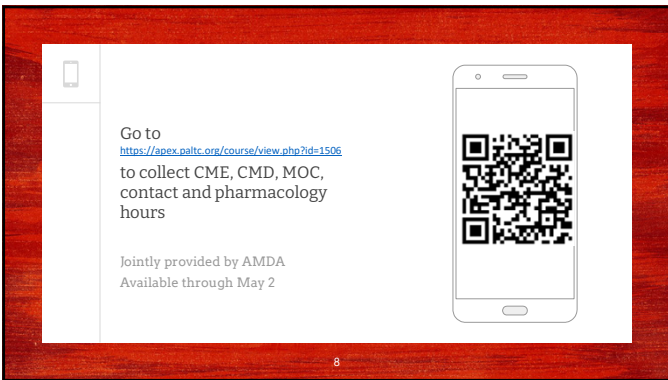 Go to
https://apex.paltc.org/course/view.php?id=1506
to collect CME, CMD, MOC,
contact and pharmacology
hours
Jointly provided by AMDA
Available through May 2
8